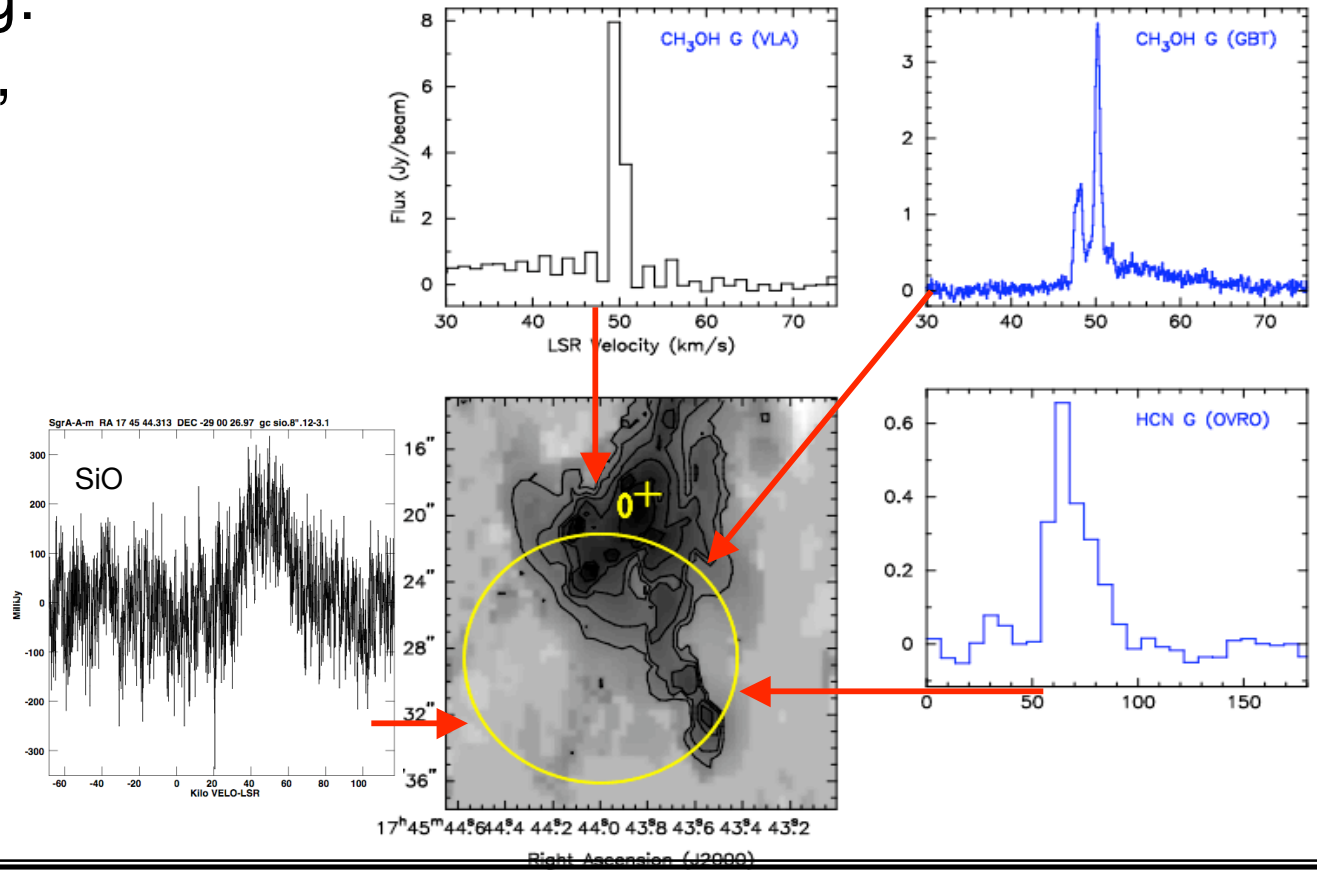 g.
,
8
6
4
2
0
Flux (Jy/beam)
CH3OH G (VLA)
30 40 50 60 70
LSR Velocity (km/s)
3
2
1
0
CH3OH G (GBT)
30 40 50 60 70
SgrA-A-m RA 17 45 44.313 DEC -29 00 26.97 gc sio.8".12-3.1
SiO
300
200
100
0
-100
-200
-300
MilliJy
-60 -40 -20 0 20 40 60 80 100
Kilo VELO-LSR
16"
20"
24"
28"
32"
36"
0+
17h45m44s.6 44s.4 44s.2 44s.0 43s.8 43s.6 43s.4 43s.2
Right Ascension (J2000)
0.6
0.4
0.2
0
HCN G (OVRO)
0 50 100 150